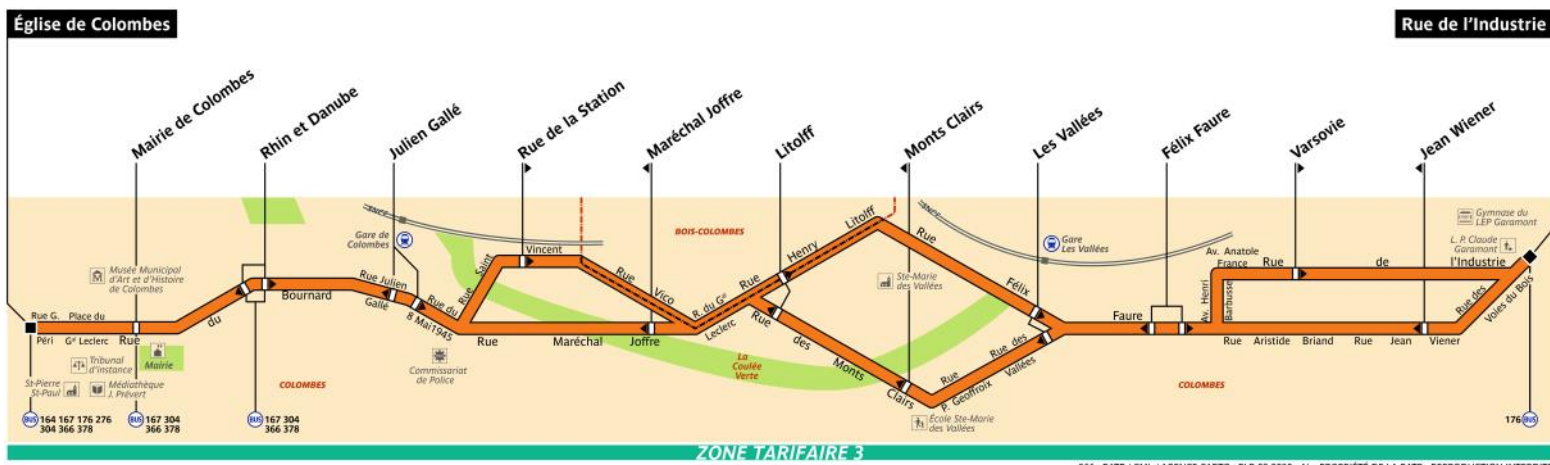 Église de Colombes
Rue de l'Industrie
Mairie de Colombes
Rhin et Danube
Julien Gallé
Rue de la Station
Maréchal Joffre
Litolff
Monts Clairs
Les Vallées
Félix Faure
Varsovie
Jean Wiener
SNCF
Gare de
Colombes
BOIS-COLOMBES
SNCF
Gare
Les Vallées
Gymnase du
LEP Garamont
L. P. Claude
Garamont
Musée Municipal
d'Art et d'Histoire
de Colombes
Rue G.
Péri
Place du
Gal Leclerc
Rue
du
Bournard
Rue Julien
Gallé
Rue du
8 Mai1945
Rue Saint
Vincent
Rue
Vico
Rue
Maréchal
Joffre
R. du Gal
Leclerc
Rue
Henry
Litolff
Rue
Félix
Faure
Rue
des
Monts
Clairs
Rue
P. Geoffroix
Rue des
Vallées
Av. Henri
Barbusse
Av. Anatole
France
Rue
de
l'Industrie
Rue des
Voies du Bois
Rue Aristide Briand Rue Jean Viener
Ste-Marie
des Vallées
Tribunal
d'instance
Mairie
St-Pierre
St-Paul
Médiathèque
J. Prévert
COLOMBES
Commissariat
de Police
La
Coulée
Verte
École Ste-Marie
des Vallées
COLOMBES
BUS 164 167 176 276
304 366 378
BUS 167 304
366 378
BUS 167 304
366 378
176 BUS
ZONE TARIFAIRE 3